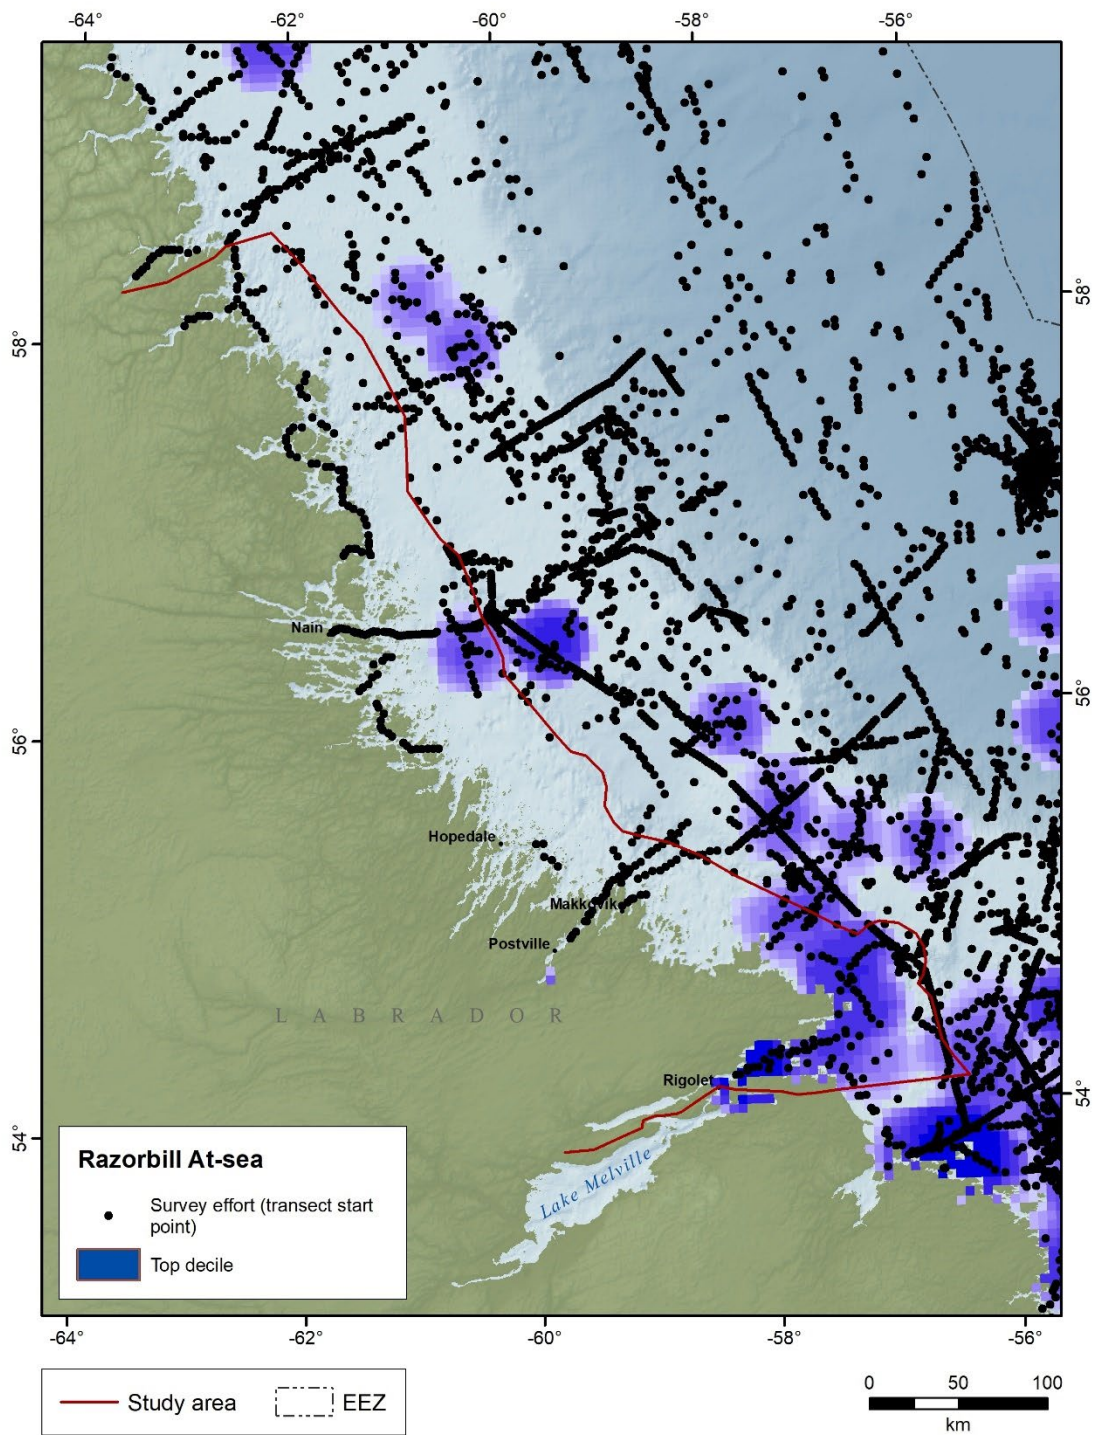 -64° -62° -60° -58° -56°
58° 58°
Nain
56° 56°
Hopedale
Makkovik
Postville
LABRADOR
Rigolet
54° 54°
Lake Melville
Razorbill At-sea
Survey effort (transect start
point)
Top decile
-64° -62° -60° -58° -56°
Study area EEZ
0 50 100
km